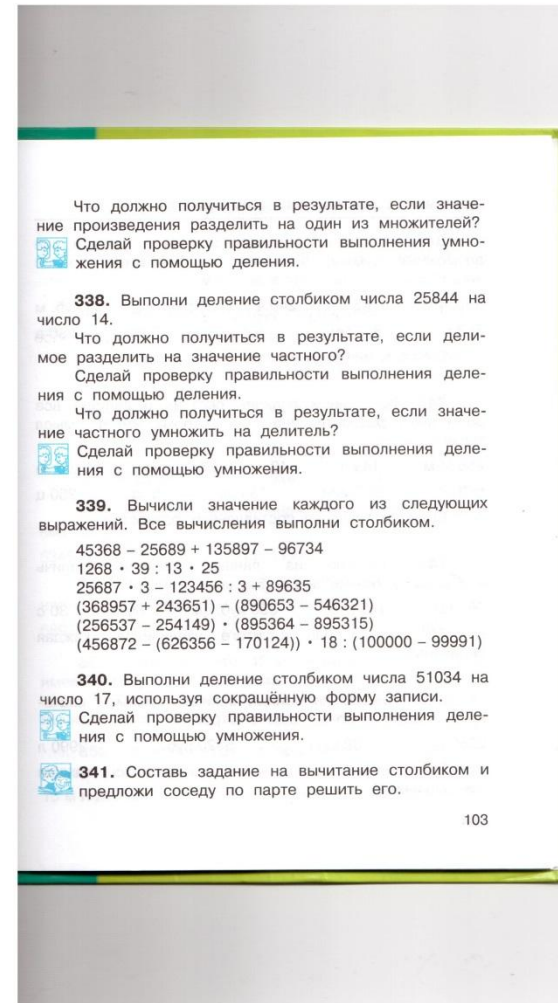 Что должно получиться в результате, если значе-
ние произведения разделить на один из множителей?
Сделай проверку правильности выполнения умно-
жения с помощью деления.
338. Выполни деление столбиком числа 25844 на
число 14.
Что должно получиться в результате, если дели-
мое разделить на значение частного?
Сделай проверку правильности выполнения деле-
ния с помощью деления.
Что должно получиться в результате, если значе-
ние частного умножить на делитель?
Сделай проверку правильности выполнения деле-
ния с помощью умножения.
339. Вычисли значение каждого из следующих
выражений. Все вычисления выполни столбиком.
45368 – 25689 + 135897 – 96734
1268 · 39 : 13 · 25
25687 · 3 – 123456 : 3 + 89635
(368957 + 243651) – (890653 – 546321)
(256537 – 254149) · (895364 – 895315)
(456872 – (626356 – 170124)) · 18 : (100000 – 99991)
340. Выполни деление столбиком числа 51034 на
число 17, используя сокращённую форму записи.
Сделай проверку правильности выполнения деле-
ния с помощью умножения.
341. Составь задание на вычитание столбиком и
предложи соседу по парте решить его.
103